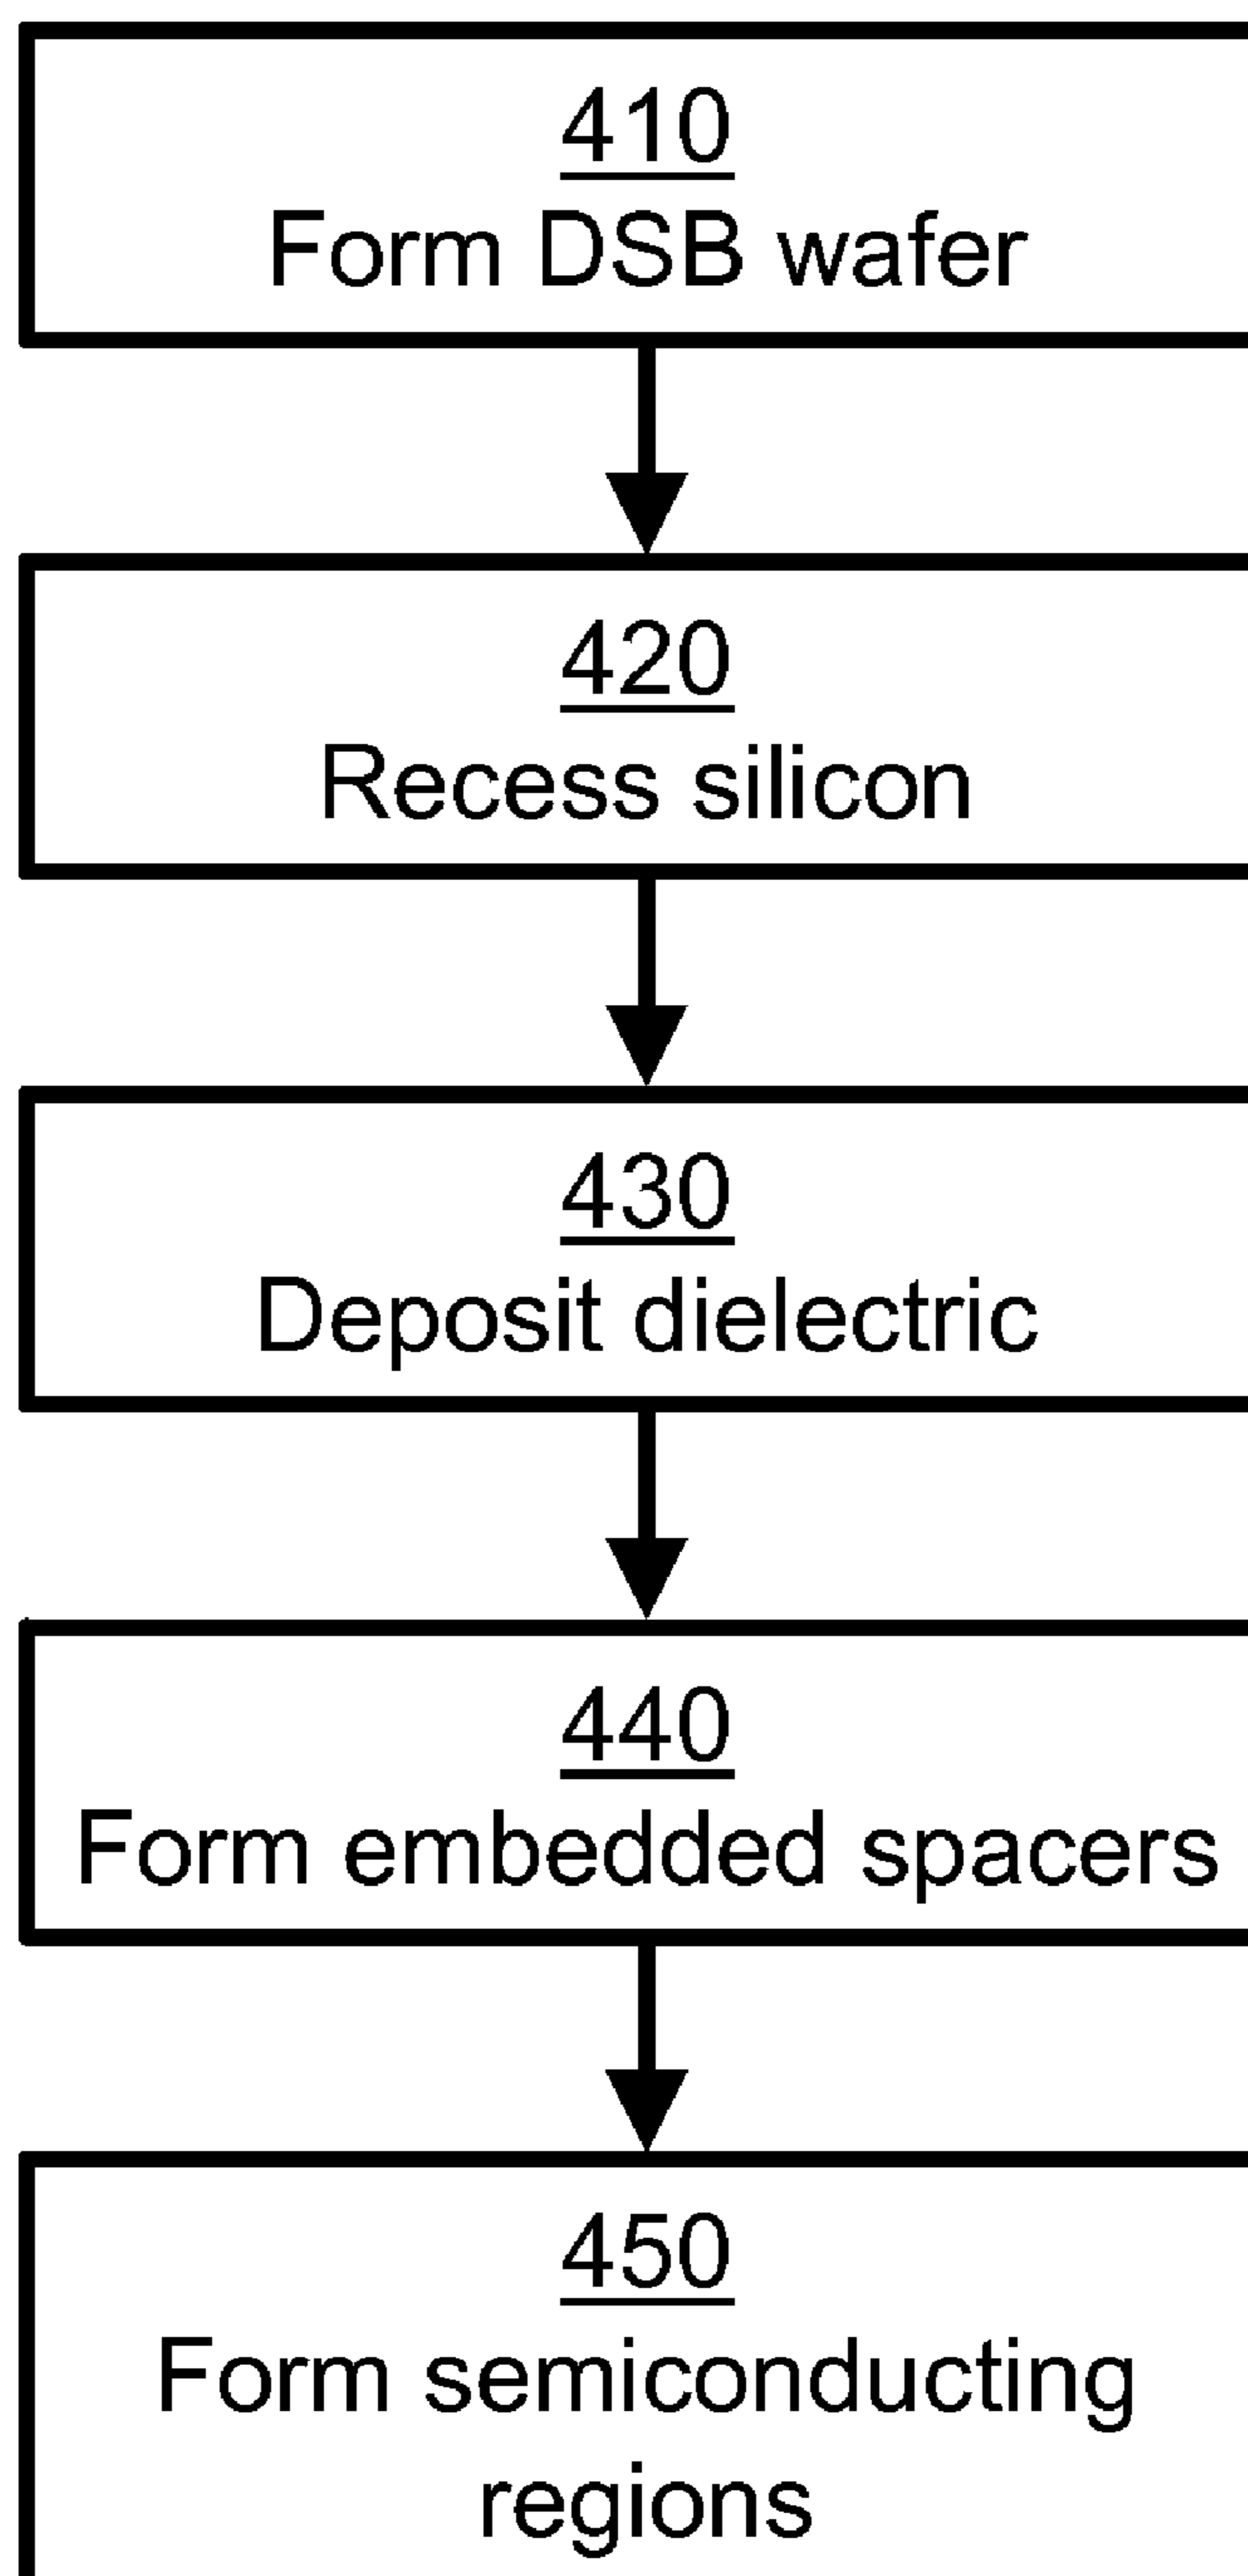 410
Form DSB wafer
420
Recess silicon
430
Deposit dielectric
440
Form embedded spacers
450
Form semiconducting
regions